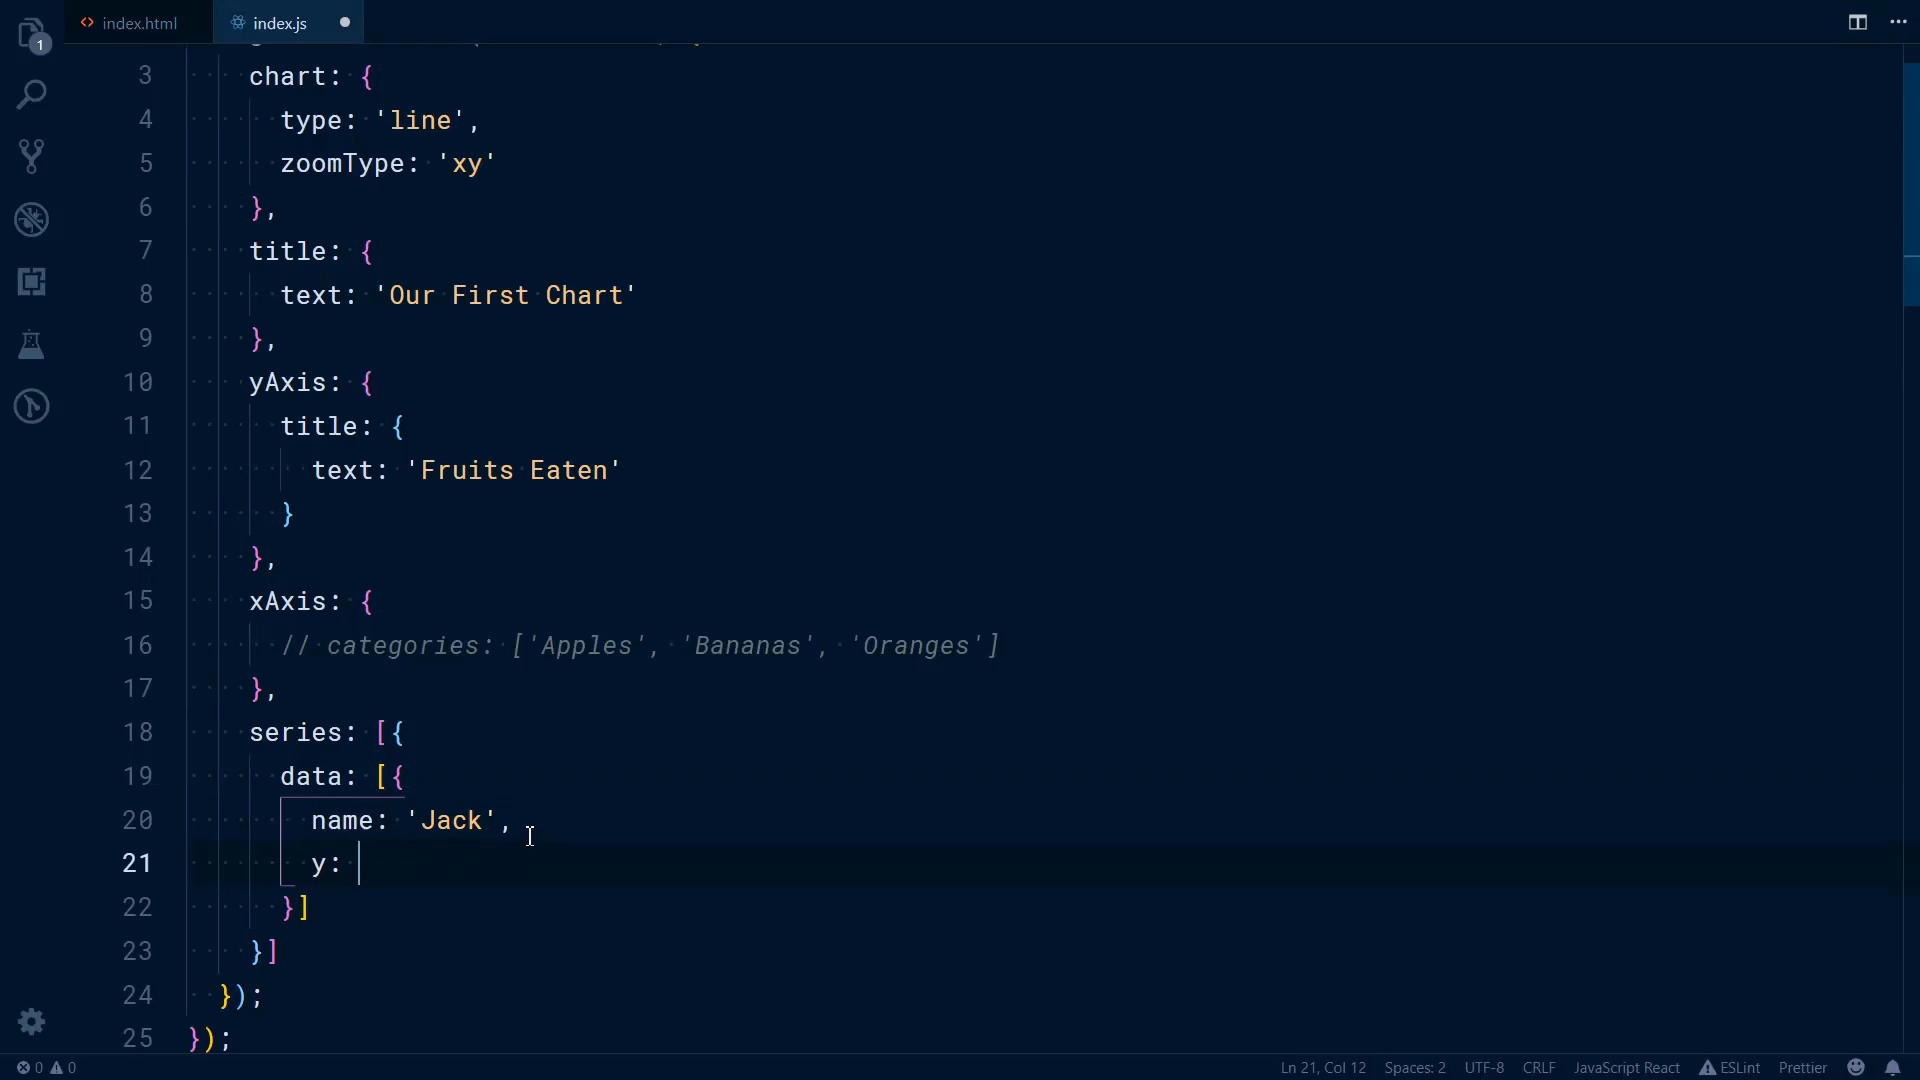 index.html index.js
3 chart: {
4 type: 'line',
5 zoomType: 'xy'
6 },
7 title: {
8 text: 'Our First Chart'
9 },
10 yAxis: {
11 title: {
12 text: 'Fruits Eaten'
13 }
14 },
15 xAxis: {
16 // categories: ['Apples', 'Bananas', 'Oranges']
17 },
18 series: [{
19 data: [{
20 name: 'Jack',
21 y:
22 }]
23 }]
24 });
25 });
1
0 0 Ln 21, Col 12 Spaces: 2 UTF-8 CRLF JavaScript React ESLint Prettier